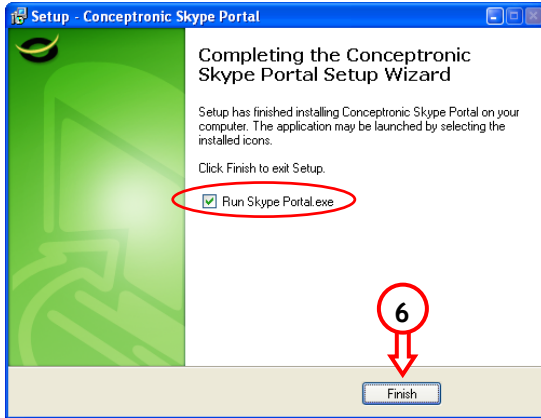 Setup - Conceptronic Skype Portal
Completing the Conceptronic
Skype Portal Setup Wizard
Setup has finished installing Conceptronic Skype Portal on your
computer. The application may be launched by selecting the
installed icons.
Click Finish to exit Setup.
Run Skype Portal.exe
6
Finish